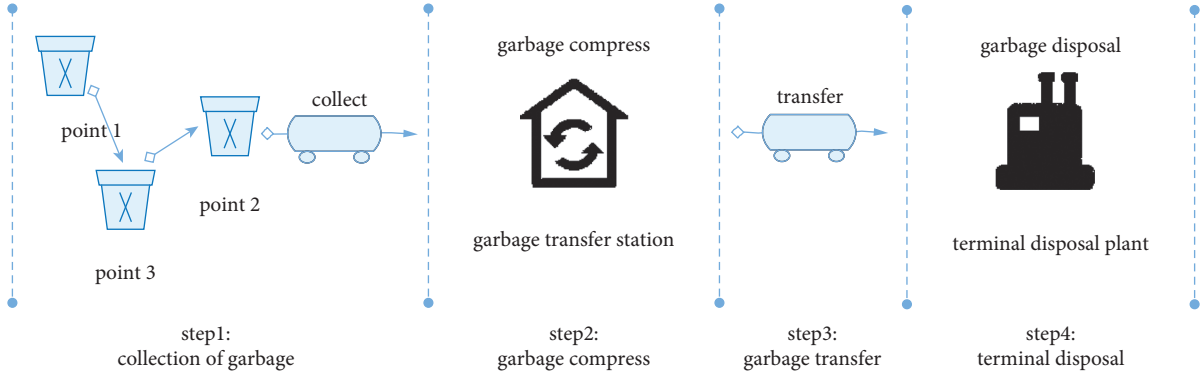 point 1
point 3
point 2
collect
step1:
collection of garbage
garbage compress
garbage transfer station
step2:
garbage compress
transfer
step3:
garbage transfer
garbage disposal
terminal disposal plant
step4:
terminal disposal